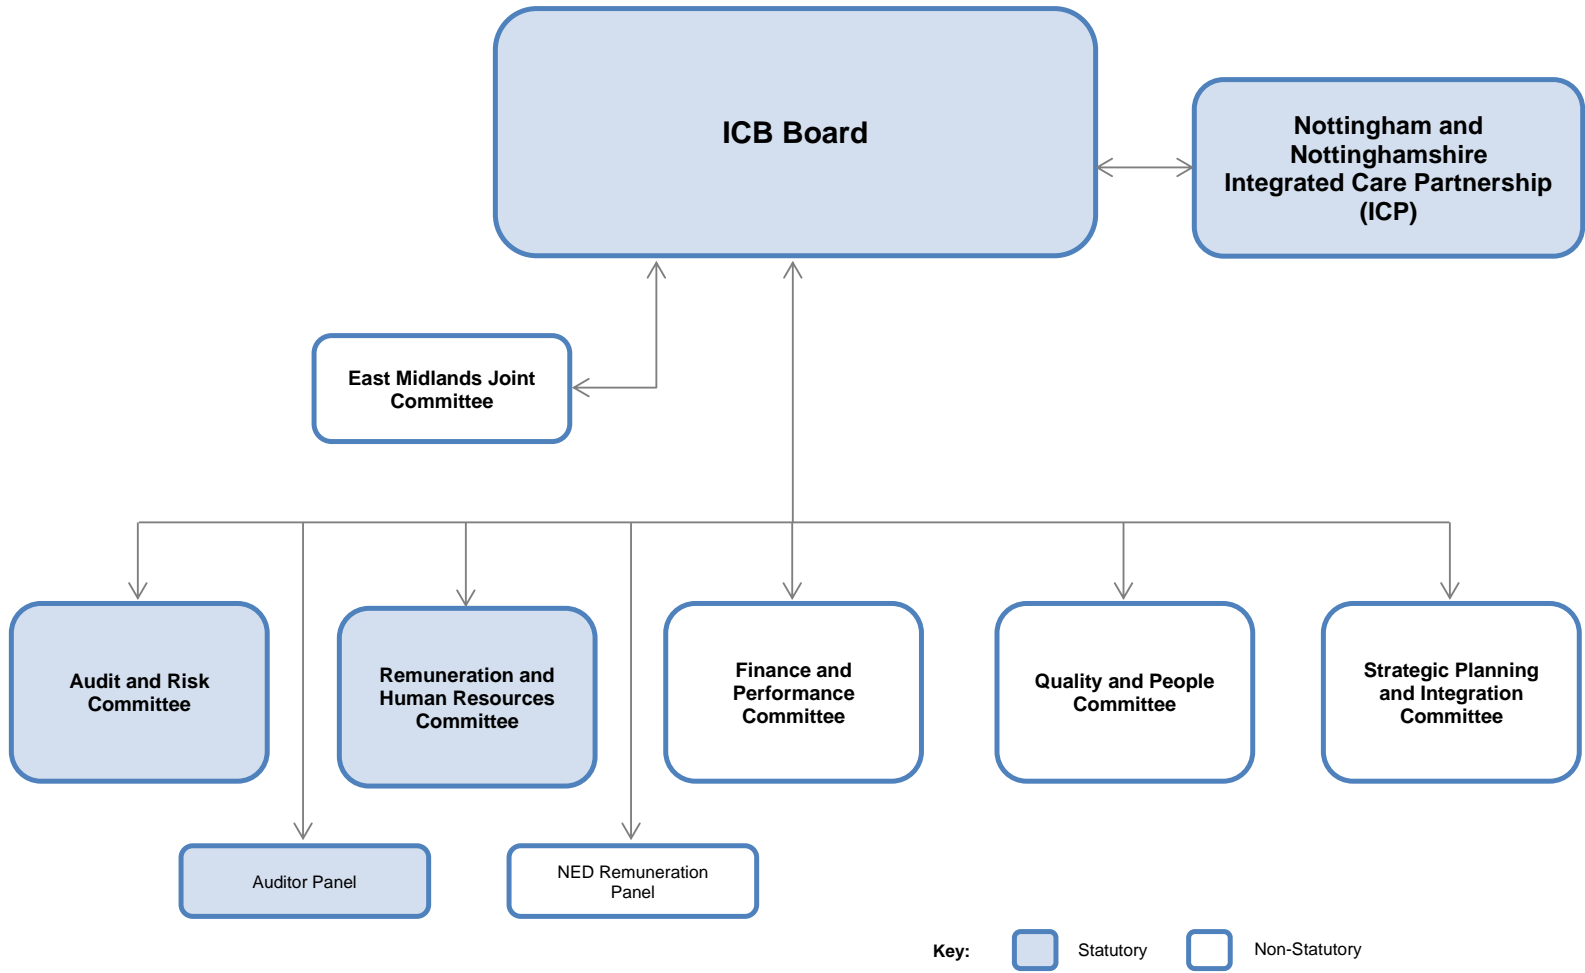 ICB Board
Nottingham and
Nottinghamshire
Integrated Care Partnership
(ICP)
East Midlands Joint
Committee
Audit and Risk
Committee
Remuneration and
Human Resources
Committee
Finance and
Performance
Committee
Quality and People
Committee
Strategic Planning
and Integration
Committee
Auditor Panel
NED Remuneration
Panel
Key:
Statutory
Non-Statutory